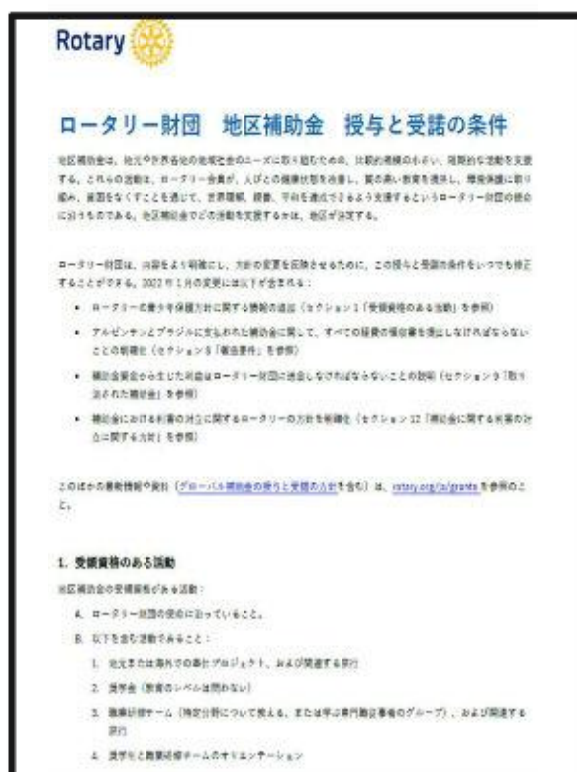 Rotary
ロータリー財団 地区補助金 授与と受諾の条件
地区補助金は、地元や世界各地の地域社会のニーズに取り組むための、比較的規模の小さい、短期的な活動を支援
する。これらの活動は、ロータリー会員が、人びとの健康状態を改善し、質の高い教育を提供し、環境保護に取り
組み、貧困をなくすことを通じて、世界理解、親善、平和を達成できるよう支援するというロータリー財団の使命
に沿うものである。地区補助金でどの活動を支援するかは、地区が決定する。
ロータリー財団は、内容をより明確にし、方針の変更を反映させるために、この授与と受諾の条件をいつでも修正
することができる。2022年1月の変更には以下が含まれる：
• ロータリーの青少年保護方針に関する情報の追加（セクション1「受領資格のある活動」を参照）
• アルゼンチンとブラジルに支払われた補助金に関して、すべての経費の領収書を提出しなければならない
ことの明確化（セクション「報告要件」を参照）
• 補助金資金から生じた利益はロータリー財団に送金しなければならないことの説明（セクション「取り
消された補助金」を参照）
• 補助金における利害の対立に関するロータリーの方針を明確化（セクション12「補助金に関する利害の対
立に関する方針」を参照）
このほかの最新情報や資料（グローバル補助金の授与と受諾の方針を含む）は、rotary.org/ja/grants を参照のこ
と。
1. 受領資格のある活動
地区補助金の受領資格がある活動：
A. ロータリー財団の使命に沿っていること。
B. 以下を含む活動であること：
1. 地元または海外での奉仕プロジェクト、および関連する旅行
2. 奨学金（教育のレベルは問わない）
3. 職業研修チーム（特定分野について教える、または学ぶ専門職従事者のグループ）、および関連する
旅行
4. 奨学生と職業研修チームのオリエンテーション